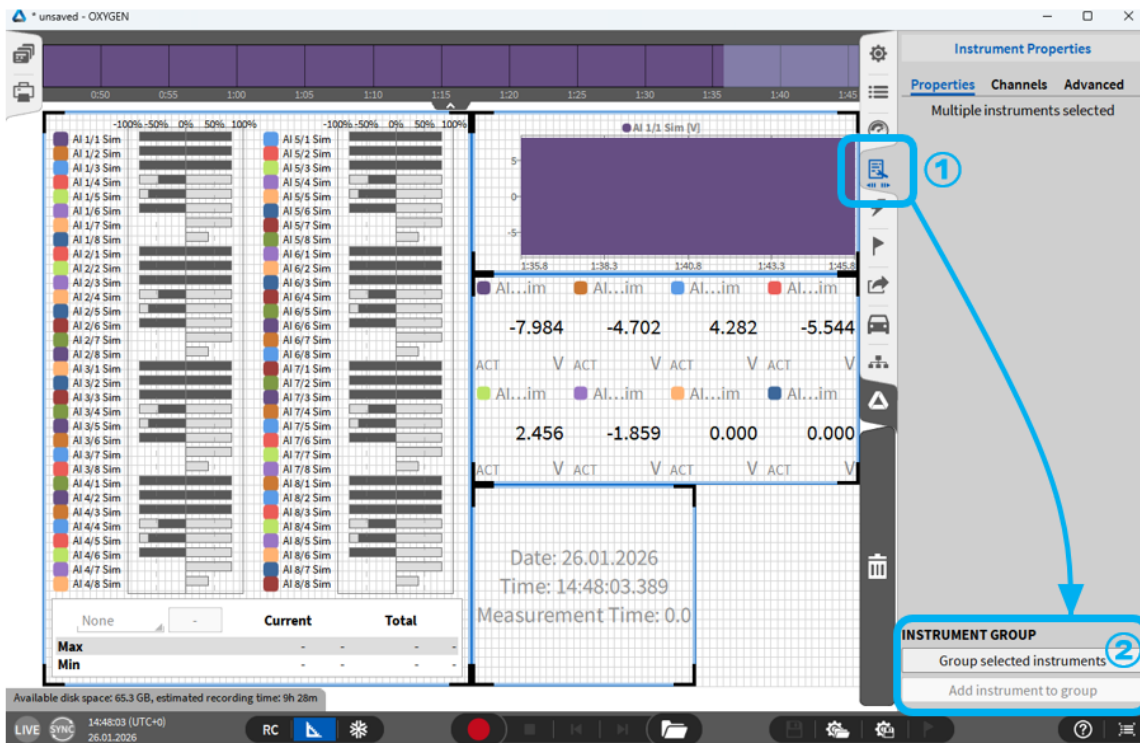 * unsaved - OXYGEN
0:50 0:55 1:00 1:05 1:10 1:15 1:20 1:25 1:30 1:35 1:40 1:45
-100% -50% 0% 50% 100%
AI 1/1 Sim
AI 1/2 Sim
AI 1/3 Sim
AI 1/4 Sim
AI 1/5 Sim
AI 1/6 Sim
AI 1/7 Sim
AI 1/8 Sim
AI 2/1 Sim
AI 2/2 Sim
AI 2/3 Sim
AI 2/4 Sim
AI 2/5 Sim
AI 2/6 Sim
AI 2/7 Sim
AI 2/8 Sim
AI 3/1 Sim
AI 3/2 Sim
AI 3/3 Sim
AI 3/4 Sim
AI 3/5 Sim
AI 3/6 Sim
AI 3/7 Sim
AI 3/8 Sim
AI 4/1 Sim
AI 4/2 Sim
AI 4/3 Sim
AI 4/4 Sim
AI 4/5 Sim
AI 4/6 Sim
AI 4/7 Sim
AI 4/8 Sim
-100% -50% 0% 50% 100%
AI 5/1 Sim
AI 5/2 Sim
AI 5/3 Sim
AI 5/4 Sim
AI 5/5 Sim
AI 5/6 Sim
AI 5/7 Sim
AI 5/8 Sim
AI 6/1 Sim
AI 6/2 Sim
AI 6/3 Sim
AI 6/4 Sim
AI 6/5 Sim
AI 6/6 Sim
AI 6/7 Sim
AI 6/8 Sim
AI 7/1 Sim
AI 7/2 Sim
AI 7/3 Sim
AI 7/4 Sim
AI 7/5 Sim
AI 7/6 Sim
AI 7/7 Sim
AI 7/8 Sim
AI 8/1 Sim
AI 8/2 Sim
AI 8/3 Sim
AI 8/4 Sim
AI 8/5 Sim
AI 8/6 Sim
AI 8/7 Sim
AI 8/8 Sim
None - Current Total
Max - - - -
Min - - - -
AI 1/1 Sim [V]
5
0
-5
1:35.8 1:38.3 1:40.8 1:43.3 1:45.8
AI...im AI...im AI...im AI...im
-7.984 -4.702 4.282 -5.544
ACT V ACT V ACT V ACT V
AI...im AI...im AI...im AI...im
2.456 -1.859 0.000 0.000
ACT V ACT V ACT V ACT V
Date: 26.01.2026
Time: 14:48:03.389
Measurement Time: 0.0
Instrument Properties
Properties Channels Advanced
Multiple instruments selected
①
INSTRUMENT GROUP
②
Group selected instruments
Add instrument to group
Available disk space: 65.3 GB, estimated recording time: 9h 28m
LIVE SYNC 14:48:03 (UTC+0)
26.01.2026
RC